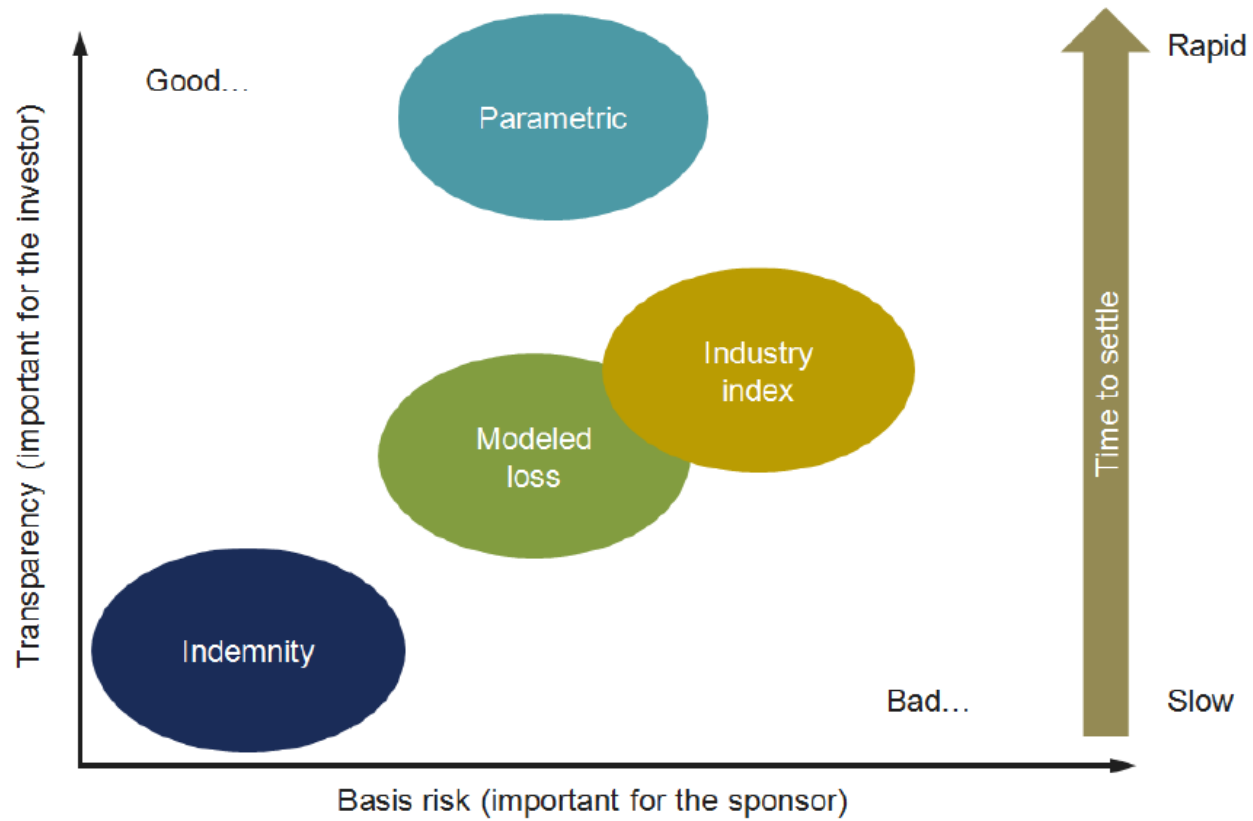 Rapid
Good…
Parametric
Transparency (important for the investor)
Industry
index
Time to settle
Modeled
loss
Indemnity
Bad…
Slow
Basis risk (important for the sponsor)